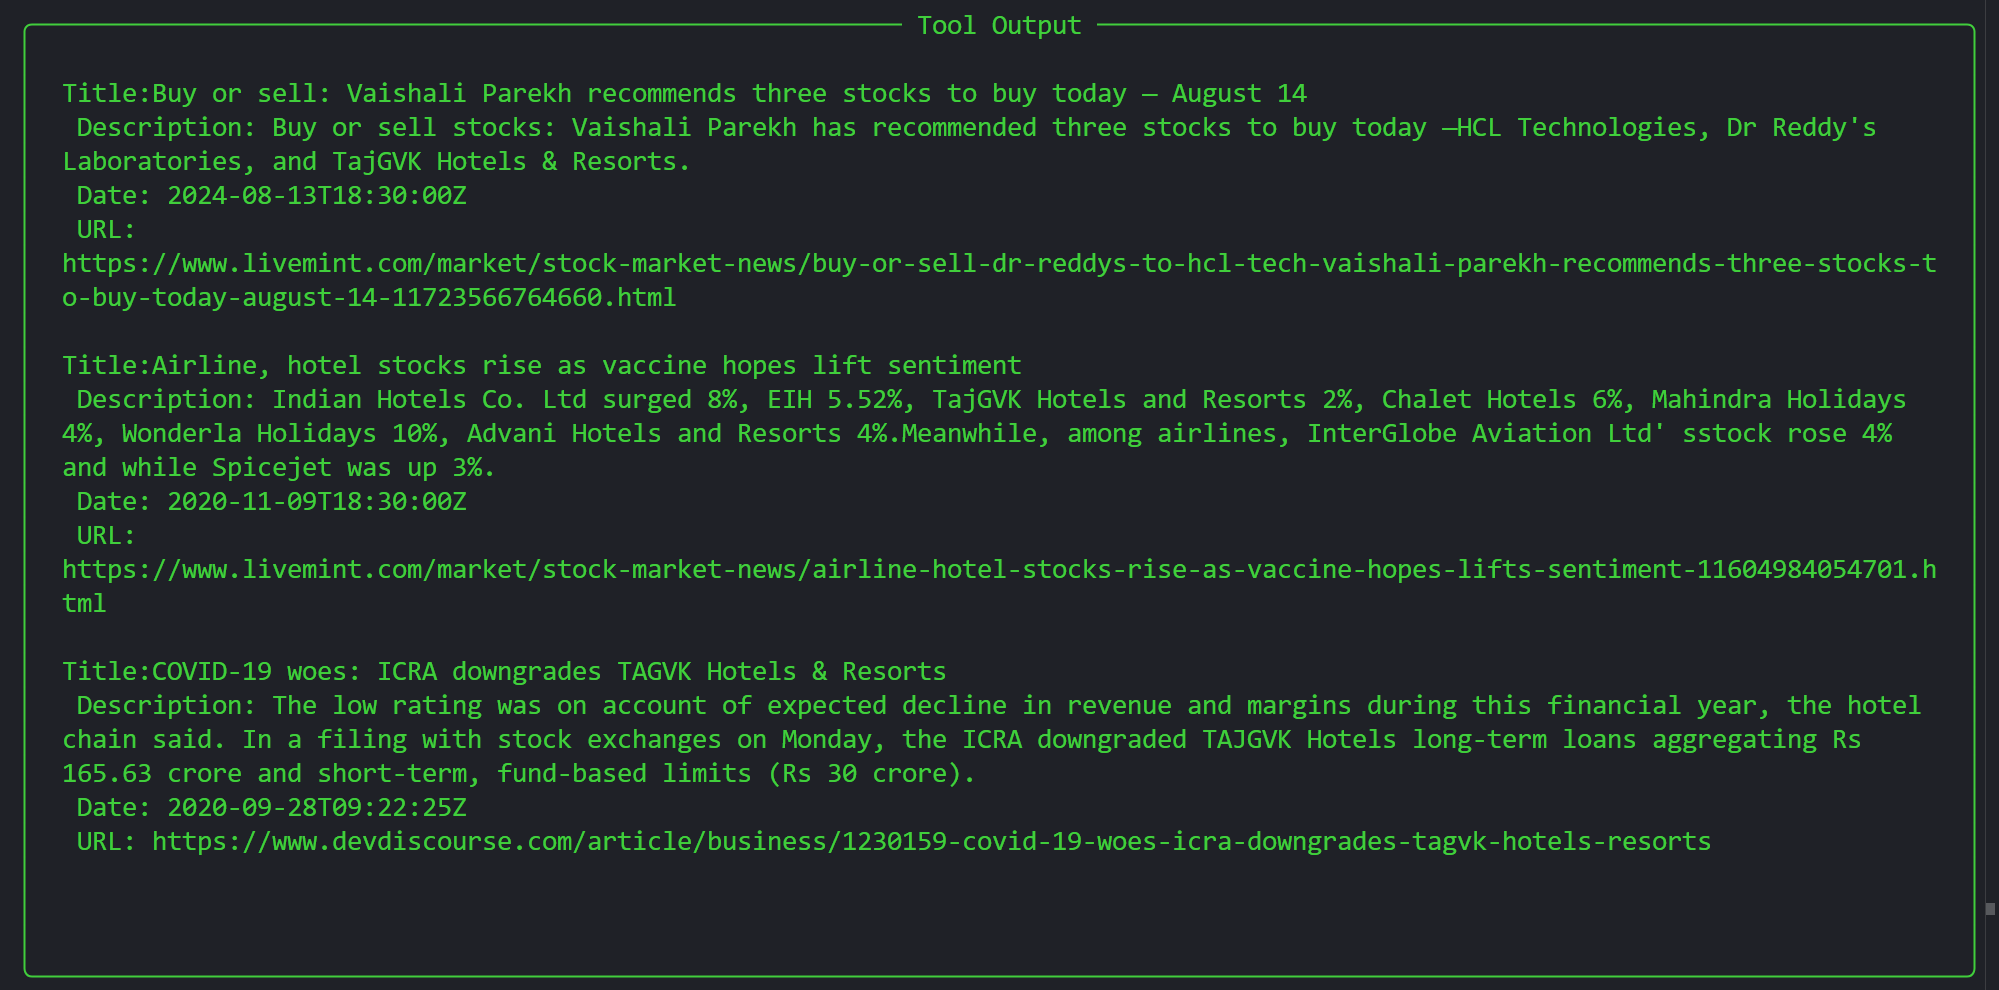 Tool Output
Title:Buy or sell: Vaishali Parekh recommends three stocks to buy today — August 14
Description: Buy or sell stocks: Vaishali Parekh has recommended three stocks to buy today —HCL Technologies, Dr Reddy's
Laboratories, and TajGVK Hotels & Resorts.
Date: 2024-08-13T18:30:00Z
URL:
https://www.livemint.com/market/stock-market-news/buy-or-sell-dr-reddys-to-hcl-tech-vaishali-parekh-recommends-three-stocks-t
o-buy-today-august-14-11723566764660.html
Title:Airline, hotel stocks rise as vaccine hopes lift sentiment
Description: Indian Hotels Co. Ltd surged 8%, EIH 5.52%, TajGVK Hotels and Resorts 2%, Chalet Hotels 6%, Mahindra Holidays
4%, Wonderla Holidays 10%, Advani Hotels and Resorts 4%.Meanwhile, among airlines, InterGlobe Aviation Ltd' sstock rose 4%
and while Spicejet was up 3%.
Date: 2020-11-09T18:30:00Z
URL:
https://www.livemint.com/market/stock-market-news/airline-hotel-stocks-rise-as-vaccine-hopes-lifts-sentiment-11604984054701.h
tml
Title:COVID-19 woes: ICRA downgrades TAGVK Hotels & Resorts
Description: The low rating was on account of expected decline in revenue and margins during this financial year, the hotel
chain said. In a filing with stock exchanges on Monday, the ICRA downgraded TAJGVK Hotels long-term loans aggregating Rs
165.63 crore and short-term, fund-based limits (Rs 30 crore).
Date: 2020-09-28T09:22:25Z
URL: https://www.devdiscourse.com/article/business/1230159-covid-19-woes-icra-downgrades-tagvk-hotels-resorts